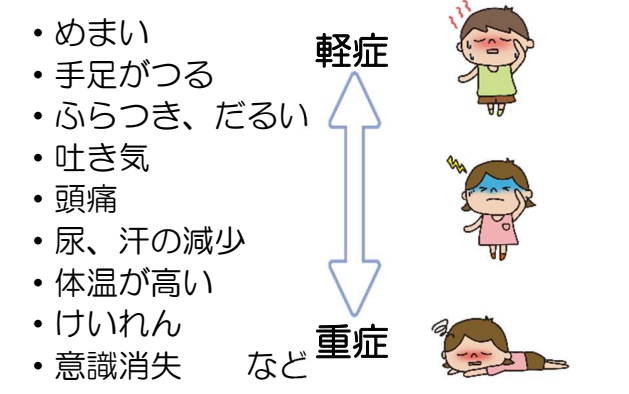 ・めまい
・手足がつる
・ふらつき、だるい
・吐き気
・頭痛
・尿、汗の減少
・体温が高い
・けいれん
・意識消失　　など
軽症
重症